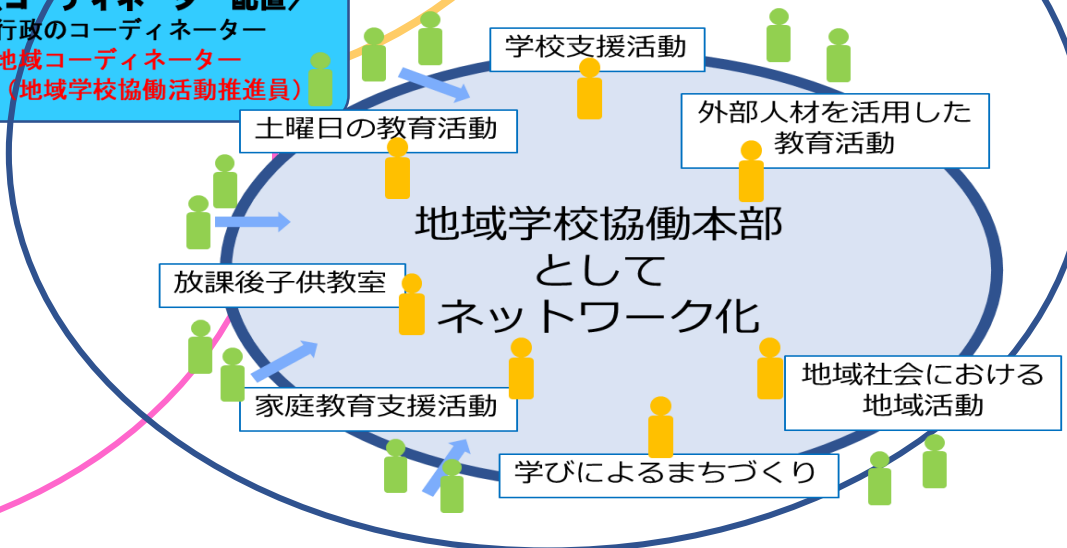 行政のコーディネーター
地域コーディネーター
（地域学校協働活動推進員）
学校支援活動
土曜日の教育活動
外部人材を活用した
教育活動
地域学校協働本部
として
ネットワーク化
放課後子供教室
家庭教育支援活動
地域社会における
地域活動
学びによるまちづくり